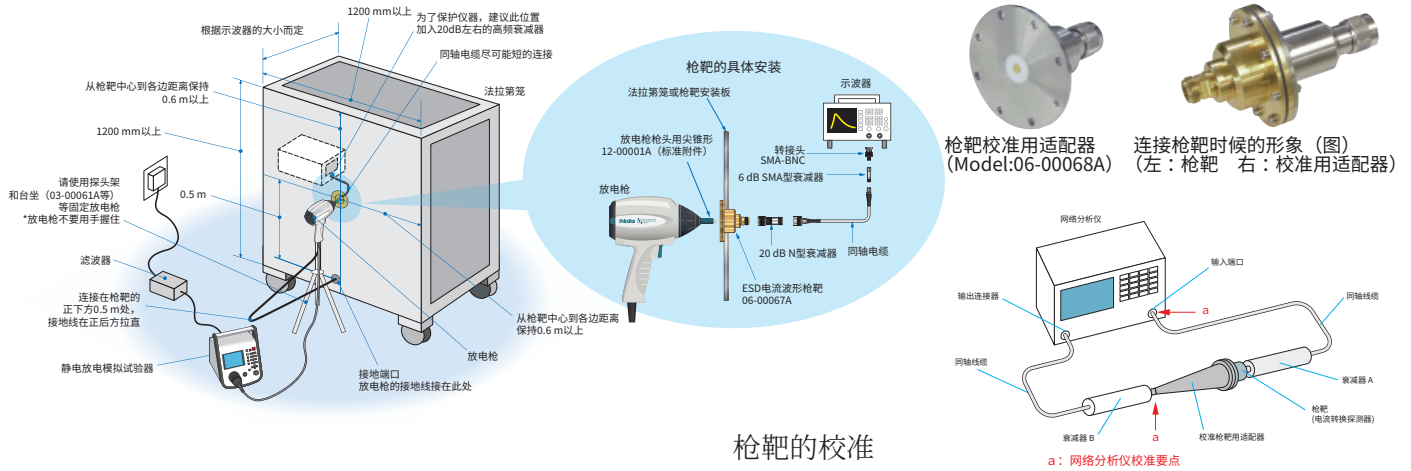 1200 mm以上
根据示波器的大小而定
为了保护仪器，建议此位置
加入20dB左右的高频衰减器
同轴电缆尽可能短的连接
从枪靶中心到各边距离保持
0.6 m以上
法拉第笼
1200 mm以上
请使用探头架
和台坐（03-00061A等）
等固定放电枪
*放电枪不要用手握住
0.5 m
滤波器
连接在枪靶的
正下方0.5 m处，
接地线在正后方拉直
静电放电模拟试验器
接地端口
放电枪的接地线接在此处
放电枪
从枪靶中心到各边距离
保持0.6 m以上
枪靶的具体安装
法拉第笼或枪靶安装板
示波器
放电枪枪头用尖锥形
12-00001A（标准附件）
转接头
SMA-BNC
6 dB SMA型衰减器
放电枪
20 dB N型衰减器
同轴电缆
ESD电流波形枪靶
06-00067A
枪靶校准用适配器
（Model:06-00068A）
连接枪靶时候的形象（图）
（左：枪靶　右：校准用适配器）
网络分析仪
输入端口
输出连接器
a
同轴线缆
同轴线缆
衰减器 A
枪靶
(电流转换探测器)
校准枪靶用适配器
衰减器 B
a
a：网络分析仪校准要点
枪靶的校准